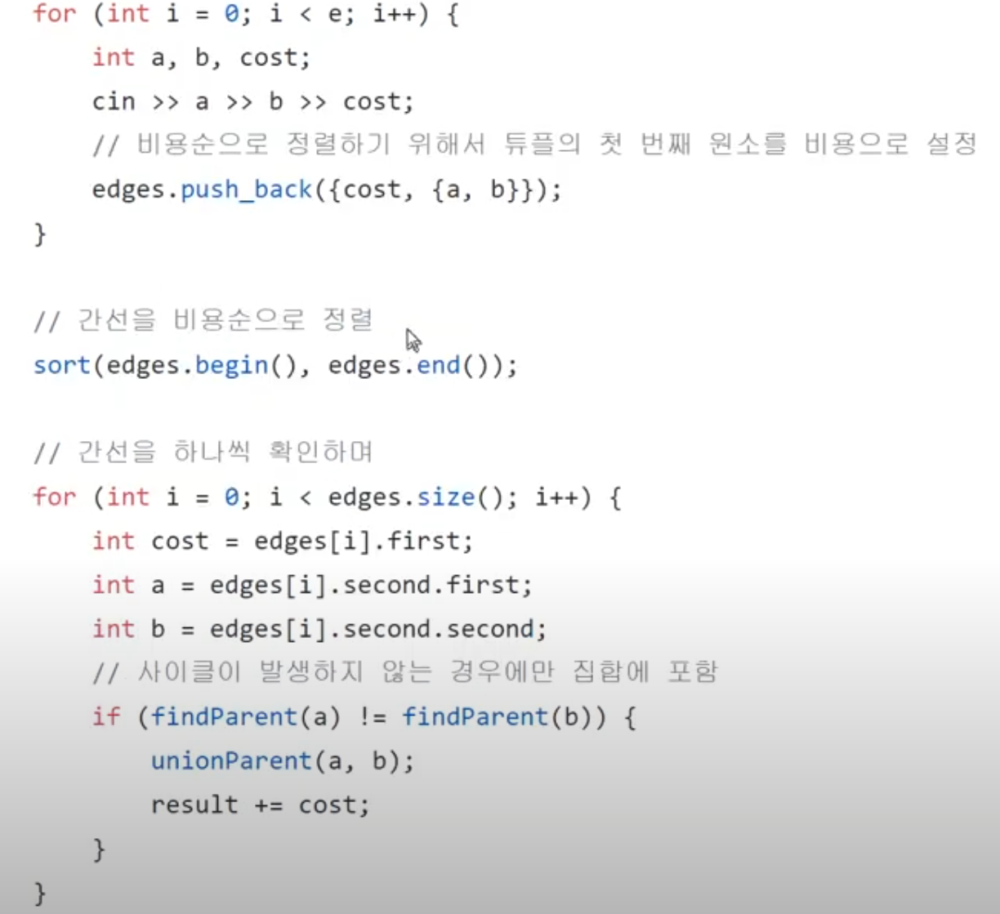 for (int i = 0; i < e; i++) {
    int a, b, cost;
    cin >> a >> b >> cost;
    // 비용순으로 정렬하기 위해서 튜플의 첫 번째 원소를 비용으로 설정
    edges.push_back({cost, {a, b}});
}

// 간선을 비용순으로 정렬
sort(edges.begin(), edges.end());

// 간선을 하나씩 확인하며
for (int i = 0; i < edges.size(); i++) {
    int cost = edges[i].first;
    int a = edges[i].second.first;
    int b = edges[i].second.second;
    // 사이클이 발생하지 않는 경우에만 집합에 포함
    if (findParent(a) != findParent(b)) {
        unionParent(a, b);
        result += cost;
    }
}